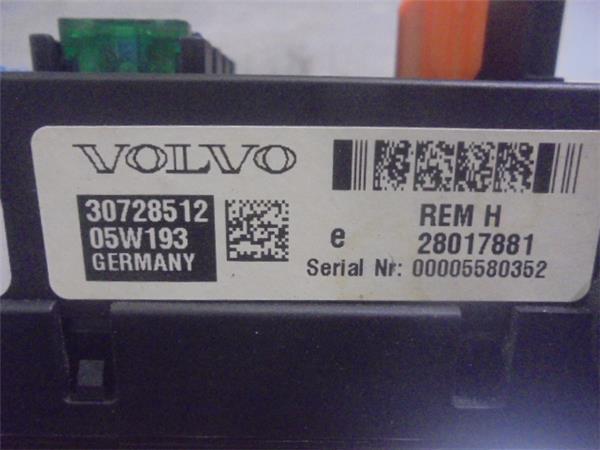 VOLVO
30728512
05W193
GERMANY
REM H
e 28017881
Serial Nr: 00005580352